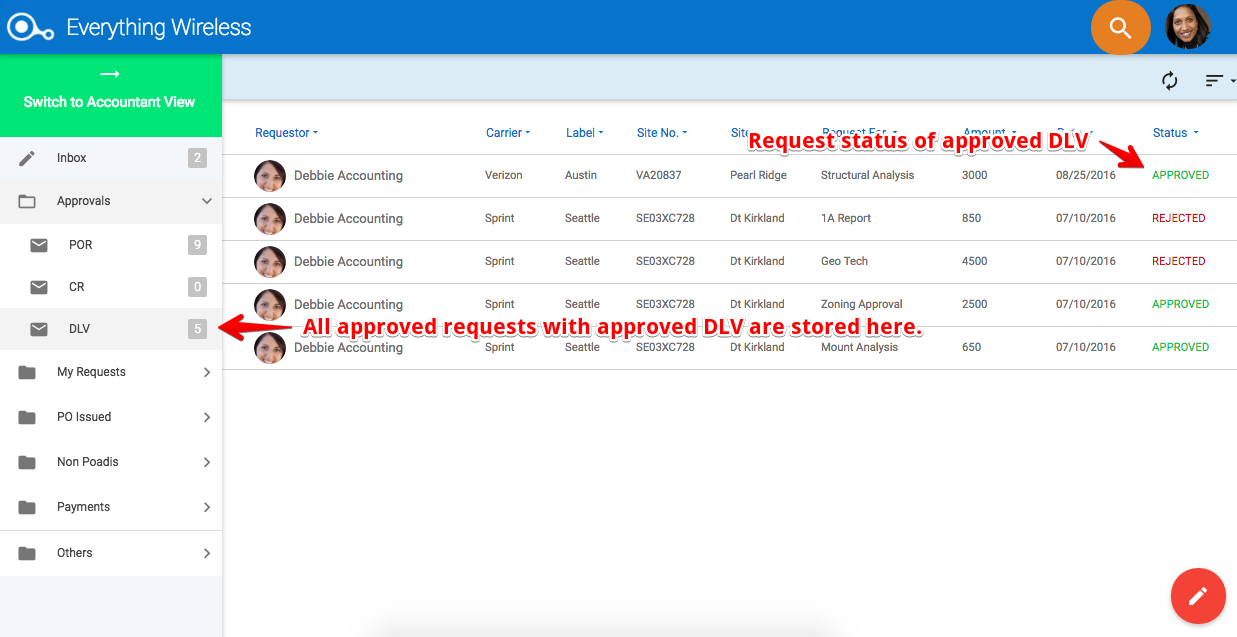 Everything Wireless
Switch to Accountant View
Inbox 2
Approvals
POR 9
CR 0
DLV 5
My Requests
PO Issued
Non Poadis
Payments
Others
Requestor Carrier Label Site No. Site Request For Amount Status
Request status of approved DLV
Debbie Accounting Verizon Austin VA20837 Pearl Ridge Structural Analysis 3000 08/25/2016 APPROVED
Debbie Accounting Sprint Seattle SE03XC728 Dt Kirkland 1A Report 850 07/10/2016 REJECTED
Debbie Accounting Sprint Seattle SE03XC728 Dt Kirkland Geo Tech 4500 07/10/2016 REJECTED
Debbie Accounting Sprint Seattle SE03XC728 Dt Kirkland Zoning Approval 2500 07/10/2016 APPROVED
All approved requests with approved DLV are stored here.
Debbie Accounting Sprint Seattle SE03XC728 Dt Kirkland Mount Analysis 650 07/10/2016 APPROVED